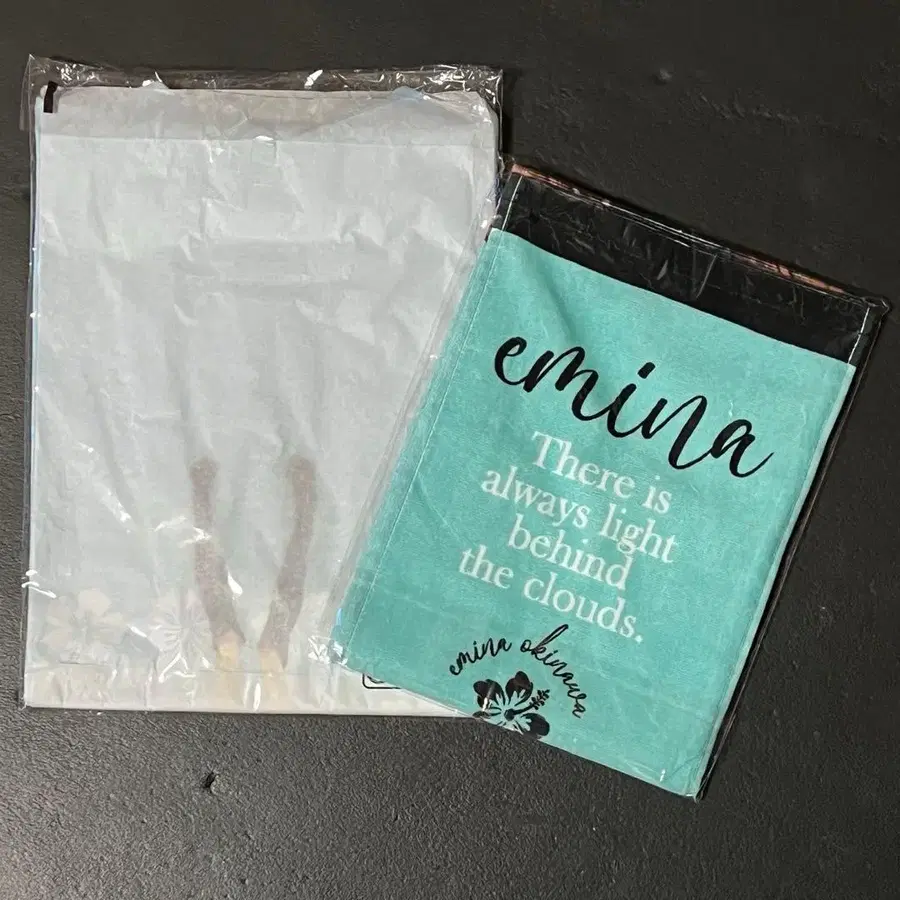 emina
There is
always light
behind
the clouds.
emina okinawa